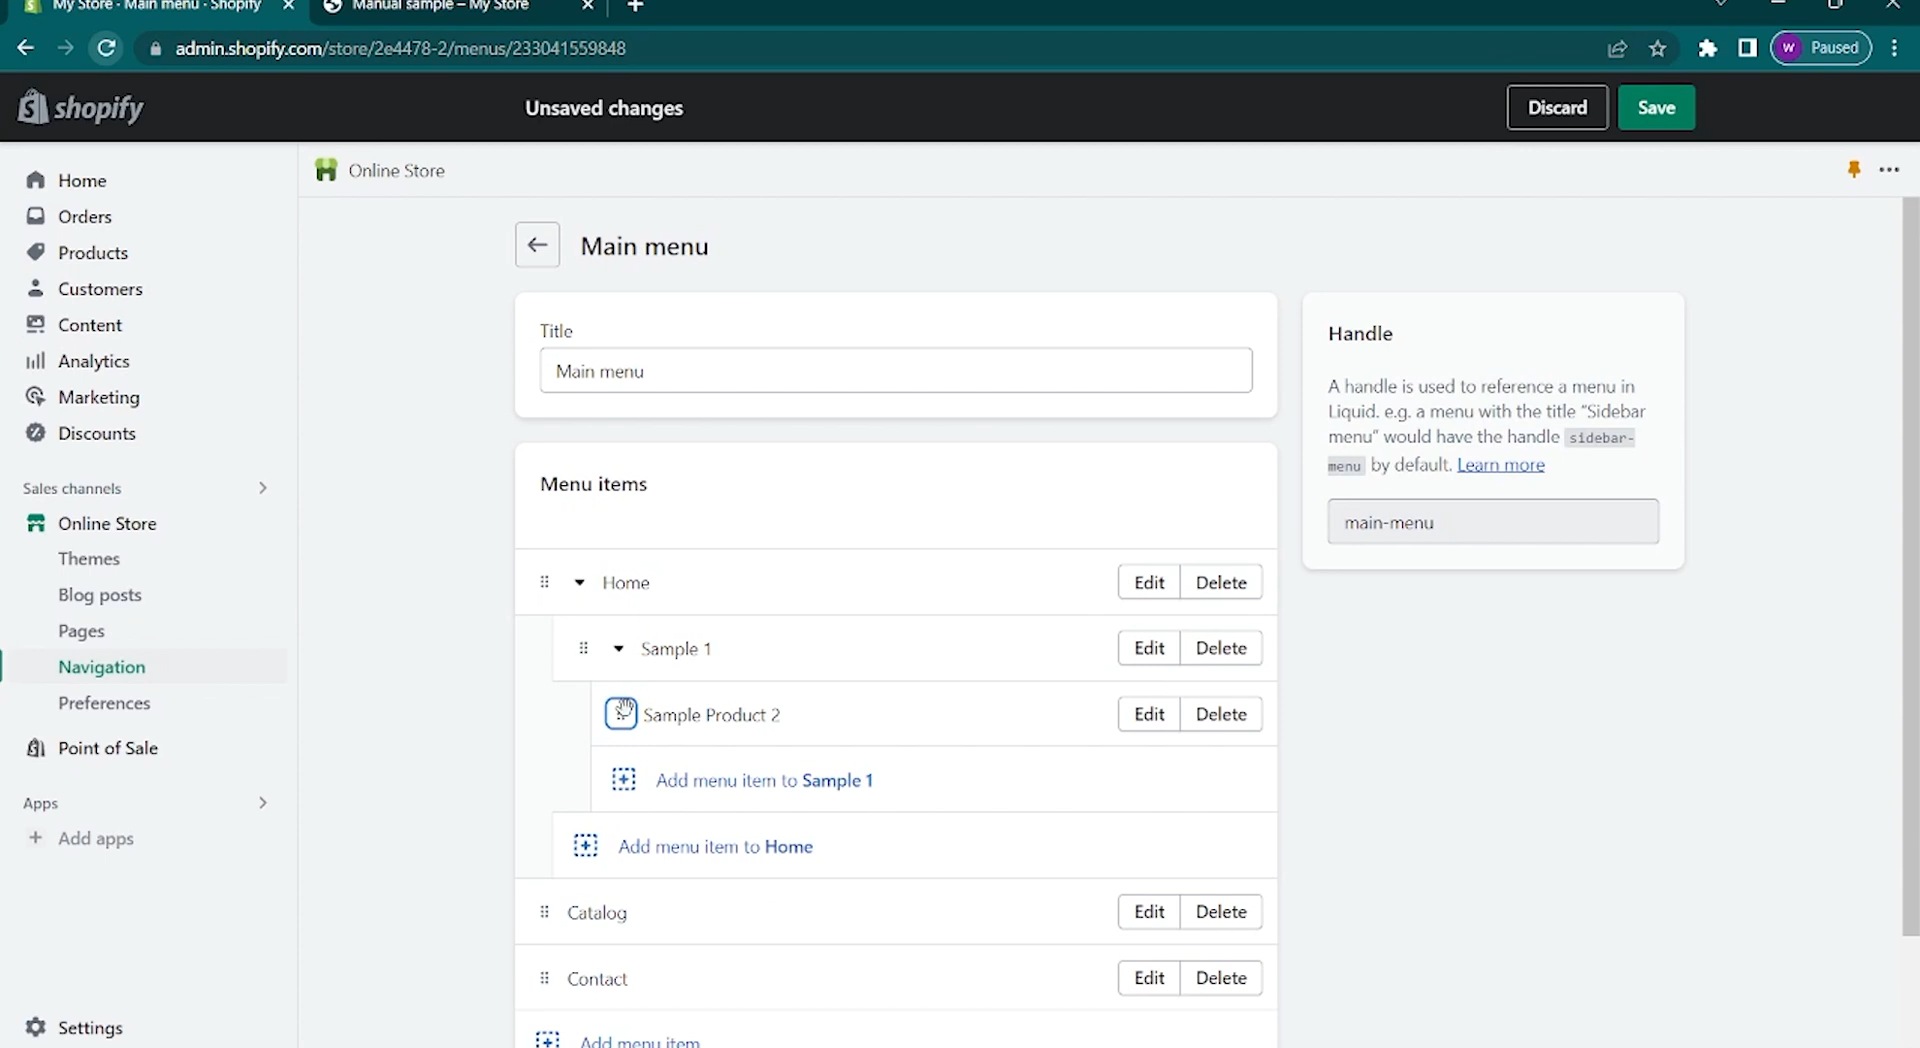 My Store · Main menu · Shopify
Manual sample – My Store
admin.shopify.com/store/2e4478-2/menus/233041559848
W Paused
shopify
Unsaved changes
Discard
Save
Home
Orders
Products
Customers
Content
Analytics
Marketing
Discounts
Sales channels
Online Store
Themes
Blog posts
Pages
Navigation
Preferences
Point of Sale
Apps
Add apps
Settings
Online Store
Main menu
Title
Main menu
Menu items
Home Edit Delete
Sample 1 Edit Delete
Sample Product 2 Edit Delete
Add menu item to Sample 1
Add menu item to Home
Catalog Edit Delete
Contact Edit Delete
Add menu item
Handle
A handle is used to reference a menu in
Liquid. e.g. a menu with the title “Sidebar
menu” would have the handle sidebar-
menu by default. Learn more
main-menu